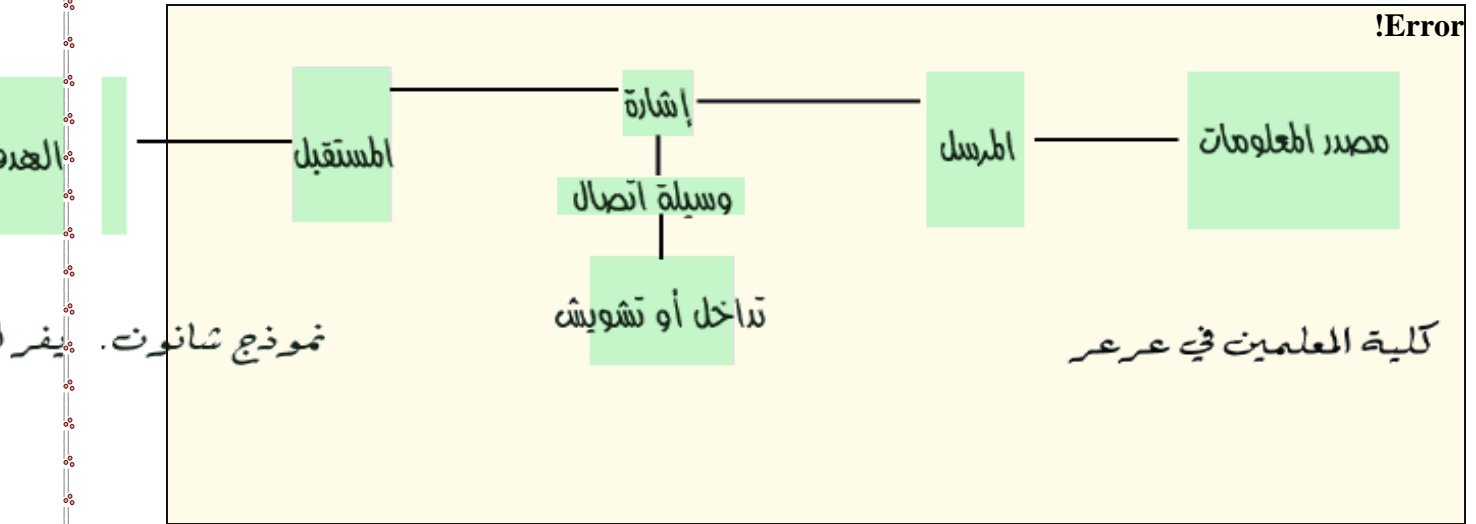 Error!
مصدر المعلومات
المرسل
إشارة
المستقبل
وسيلة اتصال
تداخل أو تشويش
كلية المعلمين في عرعر
نموذج شانون.